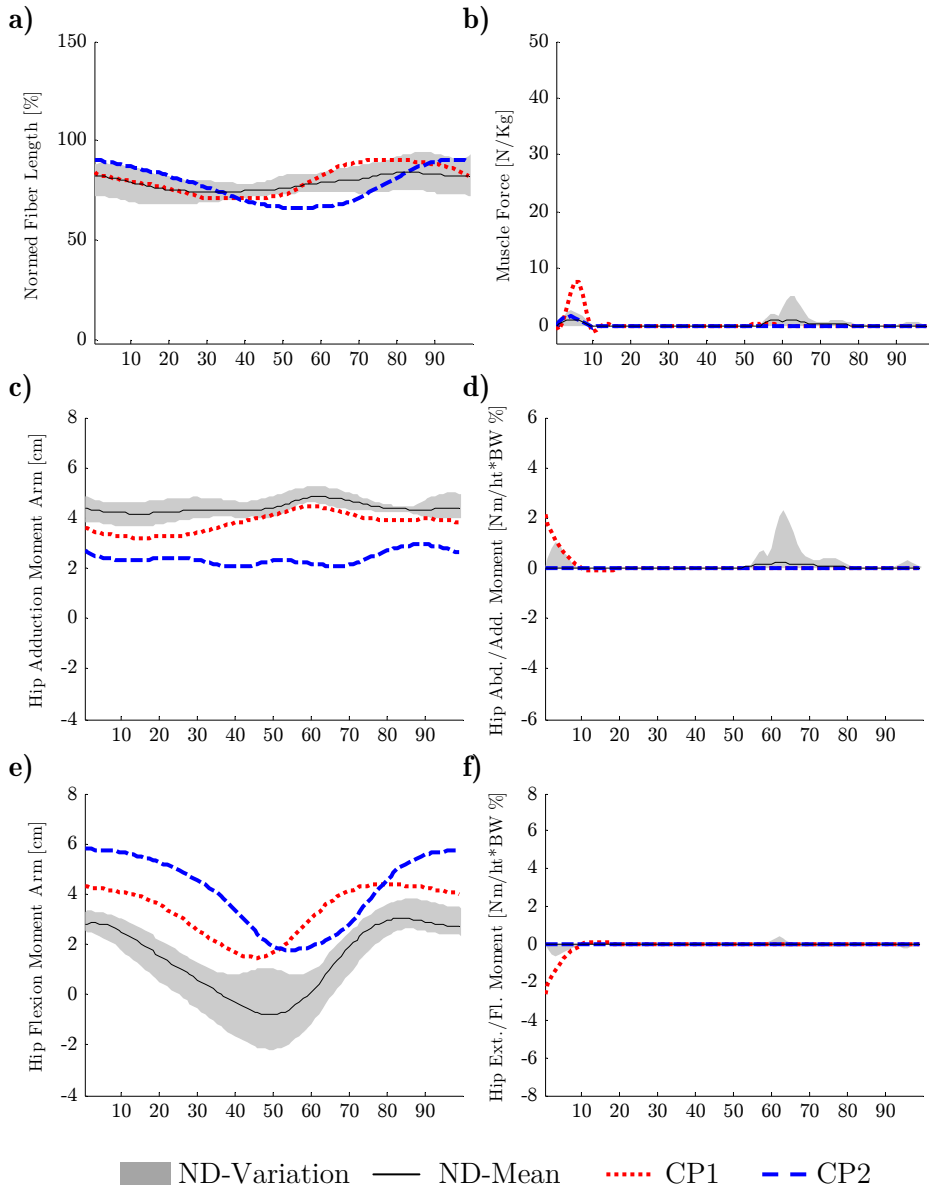 a)
Normed Fiber Length [%]
150
100
50
0
10 20 30 40 50 60 70 80 90
b)
Muscle Force [N/Kg]
50
40
30
20
10
0
10 20 30 40 50 60 70 80 90
c)
Hip Adduction Moment Arm [cm]
8
6
4
2
0
-2
-4
10 20 30 40 50 60 70 80 90
d)
Hip Abd./Add. Moment [Nm/ht*BW %]
6
4
2
0
-2
-4
-6
10 20 30 40 50 60 70 80 90
e)
Hip Flexion Moment Arm [cm]
8
6
4
2
0
-2
-4
10 20 30 40 50 60 70 80 90
f)
Hip Ext./Fl. Moment [Nm/ht*BW %]
8
6
4
2
0
-2
-4
-6
-8
10 20 30 40 50 60 70 80 90
ND-Variation ND-Mean CP1 CP2